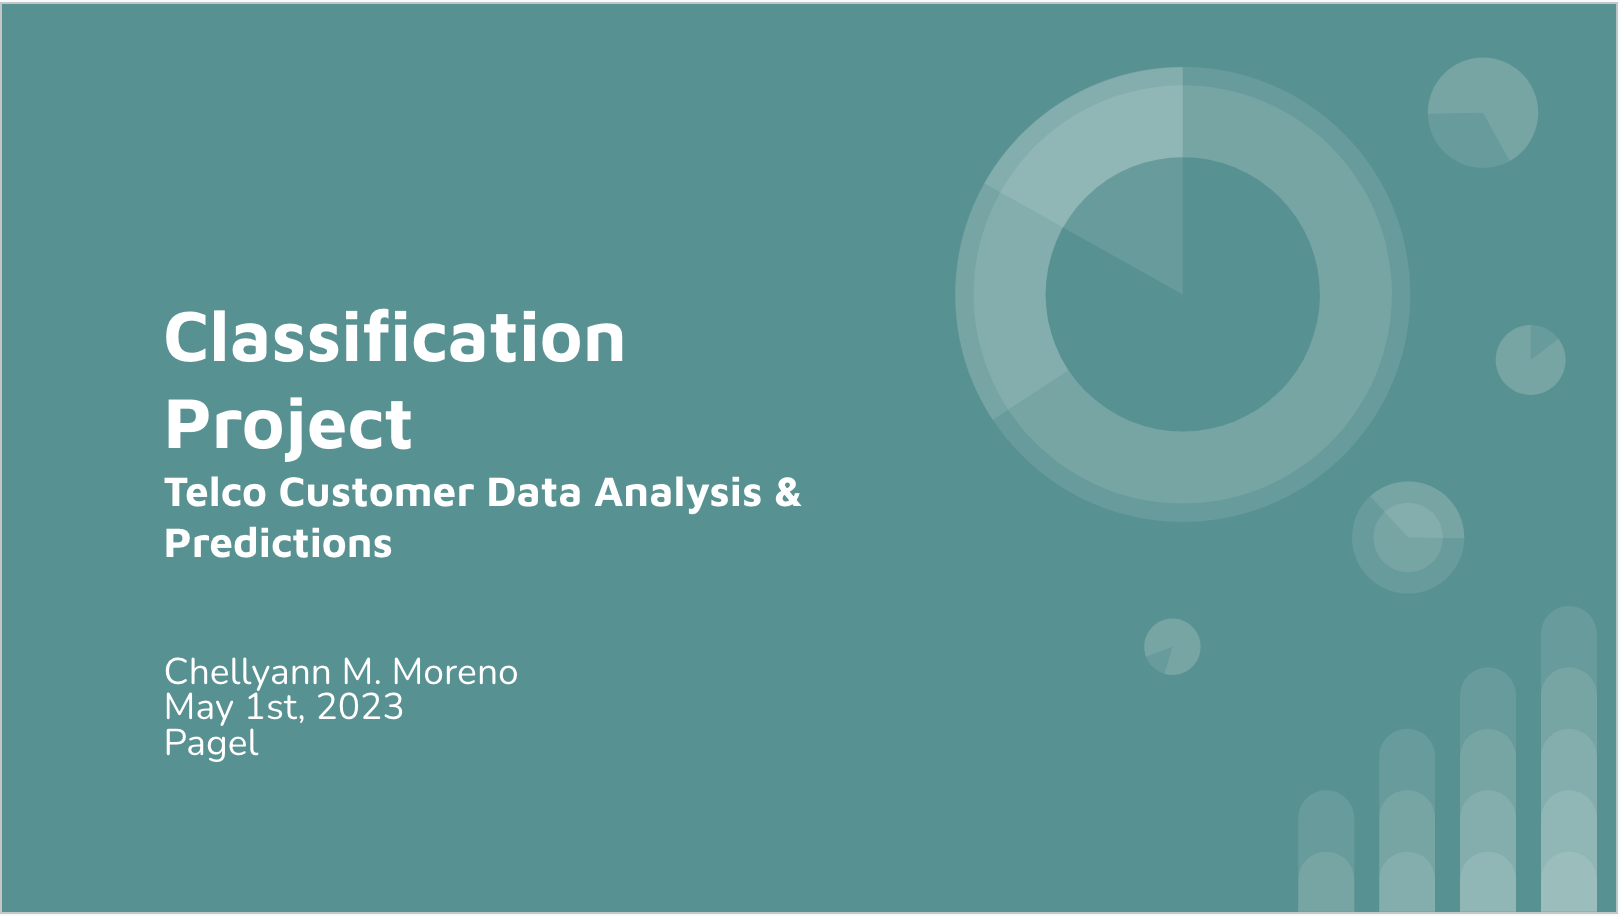 Classification
Project
Telco Customer Data Analysis &
Predictions
Chellyann M. Moreno
May 1st, 2023
Pagel